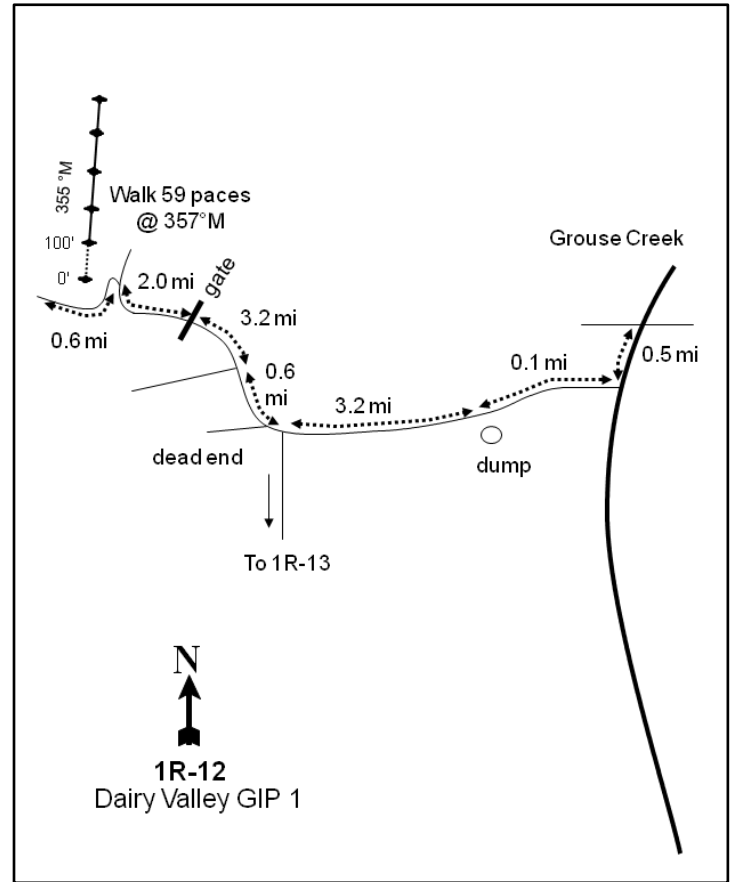 355 °M
Walk 59 paces
@ 357°M
100'
0'
Grouse Creek
2.0 mi
gate
0.6 mi
3.2 mi
0.6
mi
3.2 mi
0.1 mi
0.5 mi
dead end
dump
To 1R-13
N
1R-12
Dairy Valley GIP 1